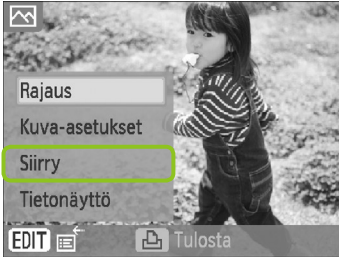 Rajaus
Kuva-asetukset
Siirry
Tietonäyttö
EDIT Tulosta